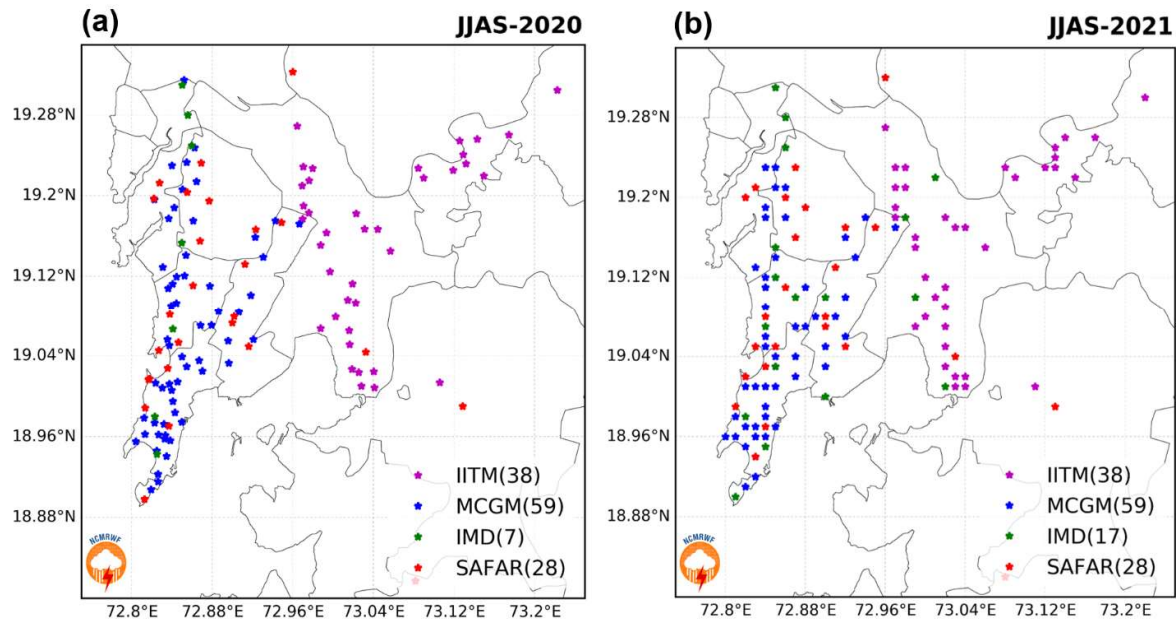 (a) JJAS-2020
19.28°N
19.2°N
19.12°N
19.04°N
18.96°N
18.88°N
IITM(38)
MCGM(59)
IMD(7)
SAFAR(28)
NCMRWF
72.8°E 72.88°E 72.96°E 73.04°E 73.12°E 73.2°E
(b) JJAS-2021
19.28°N
19.2°N
19.12°N
19.04°N
18.96°N
18.88°N
IITM(38)
MCGM(59)
IMD(17)
SAFAR(28)
NCMRWF
72.8°E 72.88°E 72.96°E 73.04°E 73.12°E 73.2°E